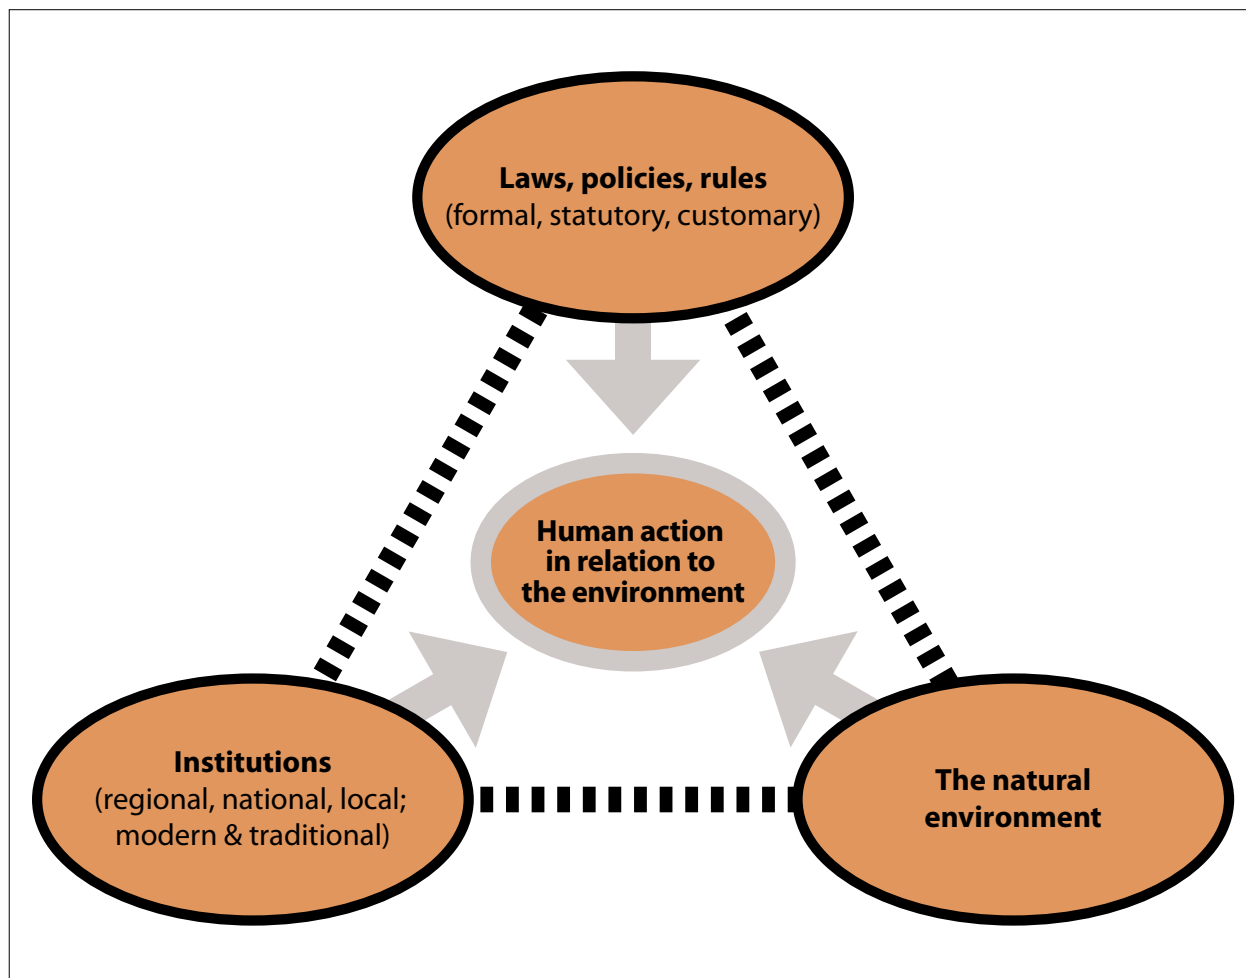 Laws, policies, rules
(formal, statutory, customary)
Human action
in relation to
the environment
Institutions
(regional, national, local;
modern & traditional)
The natural
environment